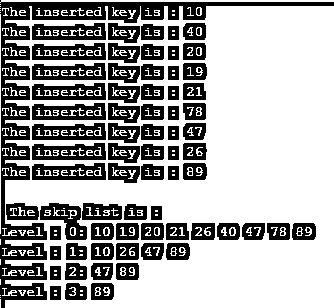 The inserted key is : 10
The inserted key is : 40
The inserted key is : 20
The inserted key is : 19
The inserted key is : 21
The inserted key is : 78
The inserted key is : 47
The inserted key is : 26
The inserted key is : 89
The skip list is :
Level : 0: 10 19 20 21 26 40 47 78 89
Level : 1: 10 26 47 89
Level : 2: 47 89
Level : 3: 89